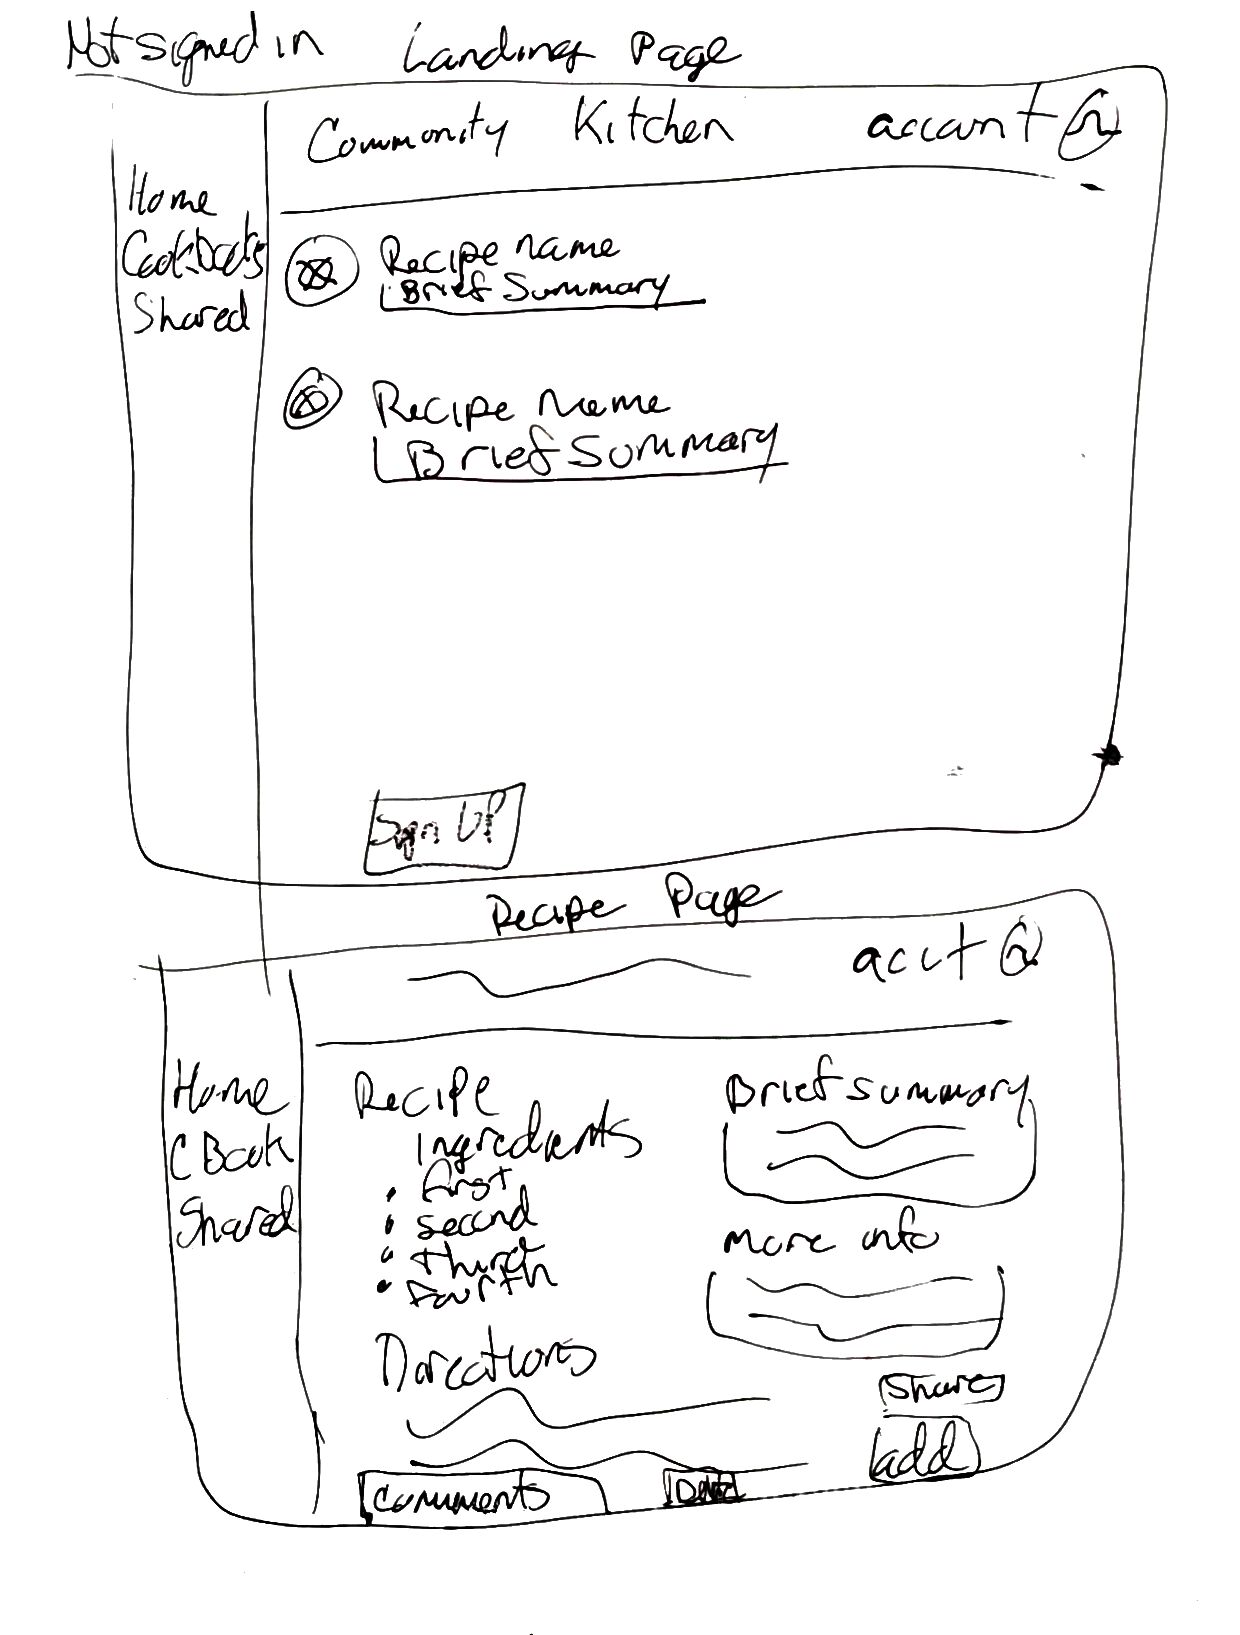 Not signed in Landing Page
Community Kitchen account
Home
Cookbooks
Shared
Recipe name
Brief Summary
Recipe Name
Brief Summary
Sign UP
Recipe Page
acct
Home
C Book
Shared
Recipe
Ingredients
first
second
third
fourth
Directions
Brief summary
more info
Share
add
Comments